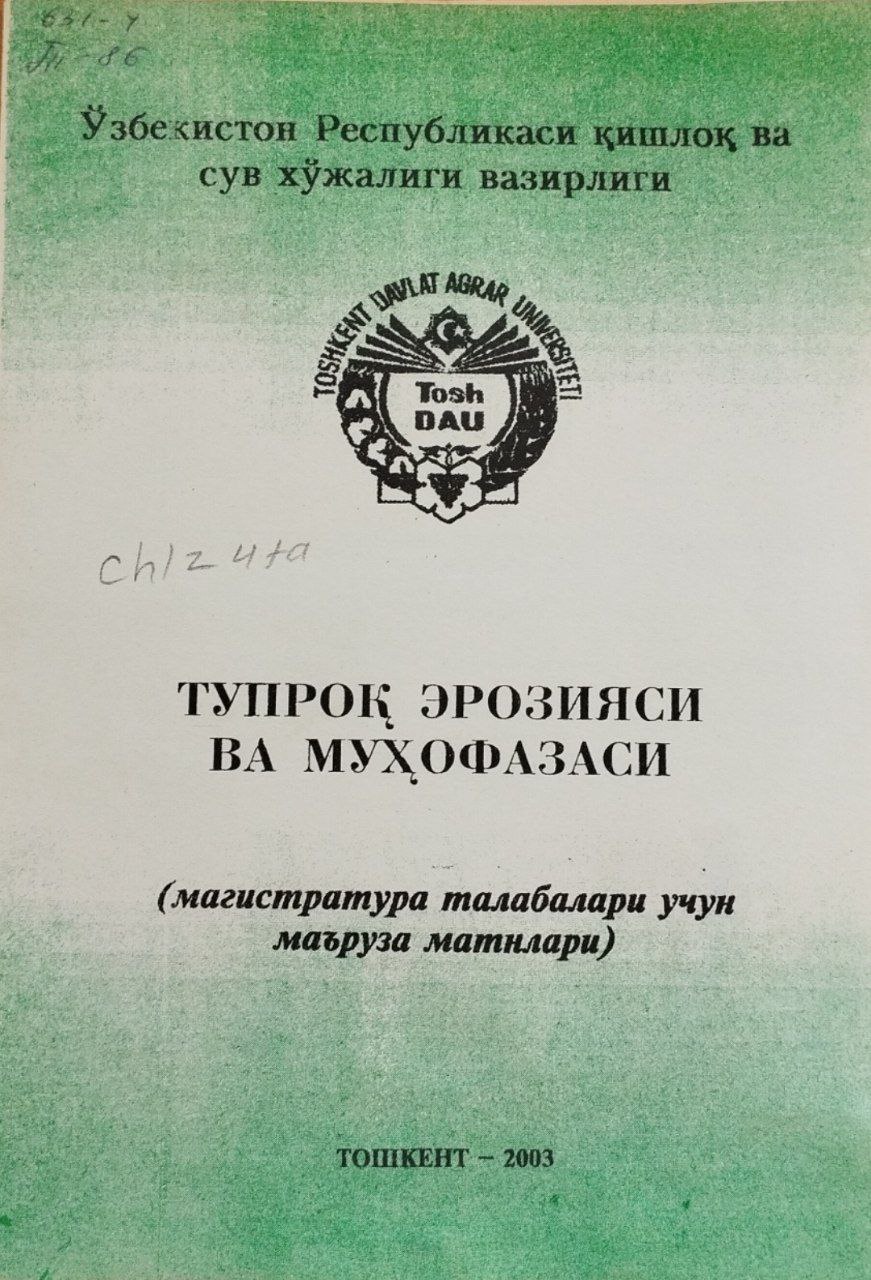 631-4
Т-86
Ўзбекистон Республикаси қишлоқ ва
сув хўжалиги вазирлиги
TOSHKENT DAVLAT AGRAR UNIVERSITETI
Tosh
DAU
chiz 4ta
ТУПРОҚ ЭРОЗИЯСИ
ВА МУҲОФАЗАСИ
(магистратура талабалари учун
маъруза матнлари)
ТОШКЕНТ – 2003